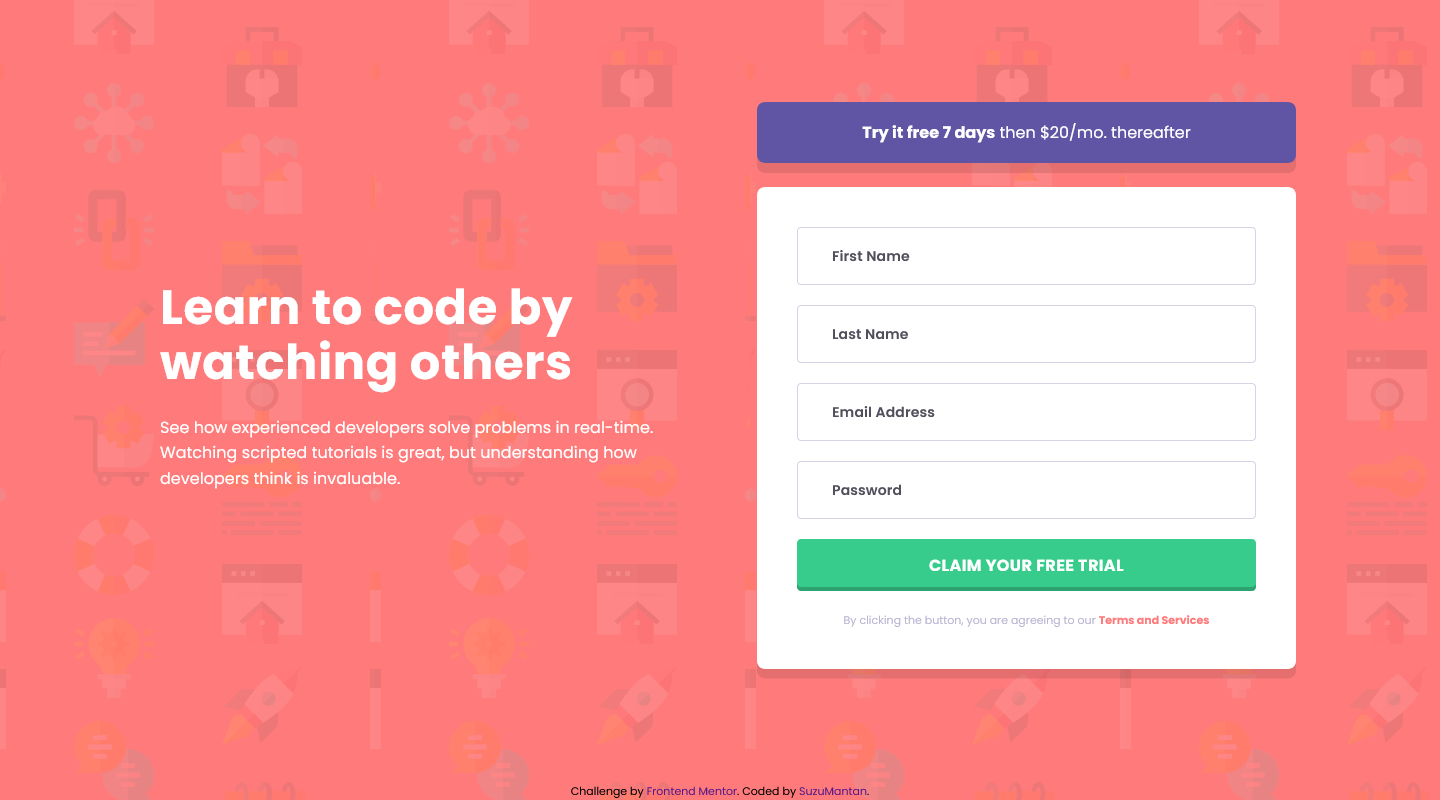 Learn to code by
watching others
See how experienced developers solve problems in real-time.
Watching scripted tutorials is great, but understanding how
developers think is invaluable.
Try it free 7 days then $20/mo. thereafter
First Name
Last Name
Email Address
Password
CLAIM YOUR FREE TRIAL
By clicking the button, you are agreeing to our Terms and Services
Challenge by Frontend Mentor. Coded by SuzuMantan.